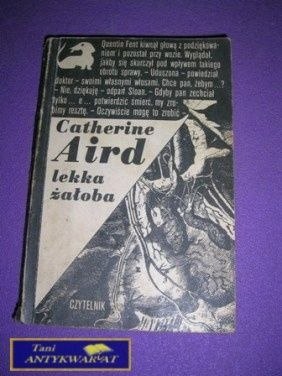 Quentin Fent kiwnął głową z podziękowa-
niem i pozostał przy wozie. Wyglądał,
jakby się skurczył pod wpływem takiego
obrotu sprawy. - Uduszona - powiedział
doktor - swoimi własnymi włosami. Chce pan, żebym ...?
- Nie, dziękuję - odparł Sloan. - Gdyby pan zechciał
tylko... e... potwierdzić śmierć, my zro-
bimy resztę. - Oczywiście mogę to zrobić
Catherine
Aird
lekka
żałoba
CZYTELNIK
Tani
ANTYKWARIAT